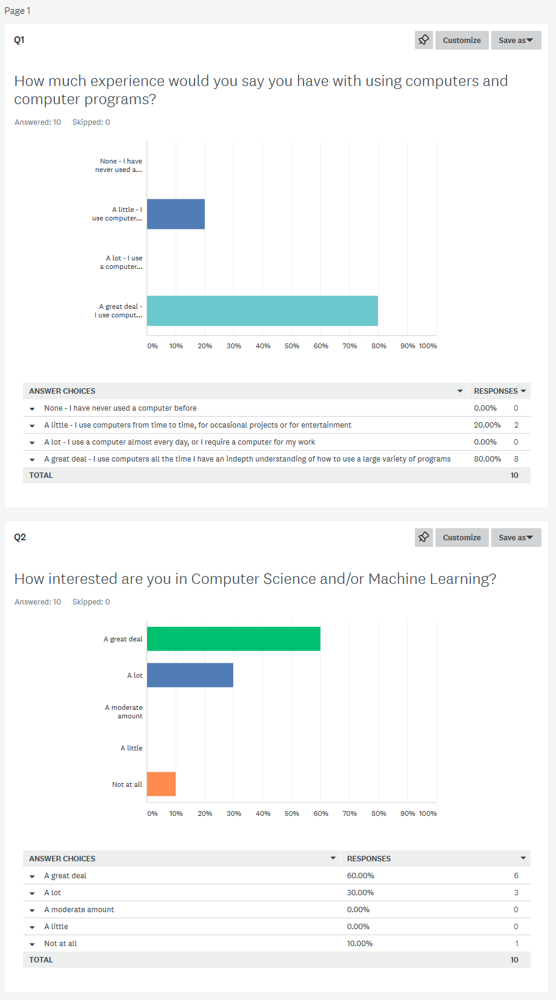 Page 1
Q1
Customize
Save as
How much experience would you say you have with using computers and
computer programs?
Answered: 10 Skipped: 0
None - I have
never used a...
A little - I
use computer...
A lot - I use
a computer...
A great deal -
I use comput...
0% 10% 20% 30% 40% 50% 60% 70% 80% 90% 100%
ANSWER CHOICES RESPONSES
None - I have never used a computer before 0.00% 0
A little - I use computers from time to time, for occasional projects or for entertainment 20.00% 2
A lot - I use a computer almost every day, or I require a computer for my work 0.00% 0
A great deal - I use computers all the time I have an indepth understanding of how to use a large variety of programs 80.00% 8
TOTAL 10
Q2
Customize
Save as
How interested are you in Computer Science and/or Machine Learning?
Answered: 10 Skipped: 0
A great deal
A lot
A moderate
amount
A little
Not at all
0% 10% 20% 30% 40% 50% 60% 70% 80% 90% 100%
ANSWER CHOICES RESPONSES
A great deal 60.00% 6
A lot 30.00% 3
A moderate amount 0.00% 0
A little 0.00% 0
Not at all 10.00% 1
TOTAL 10